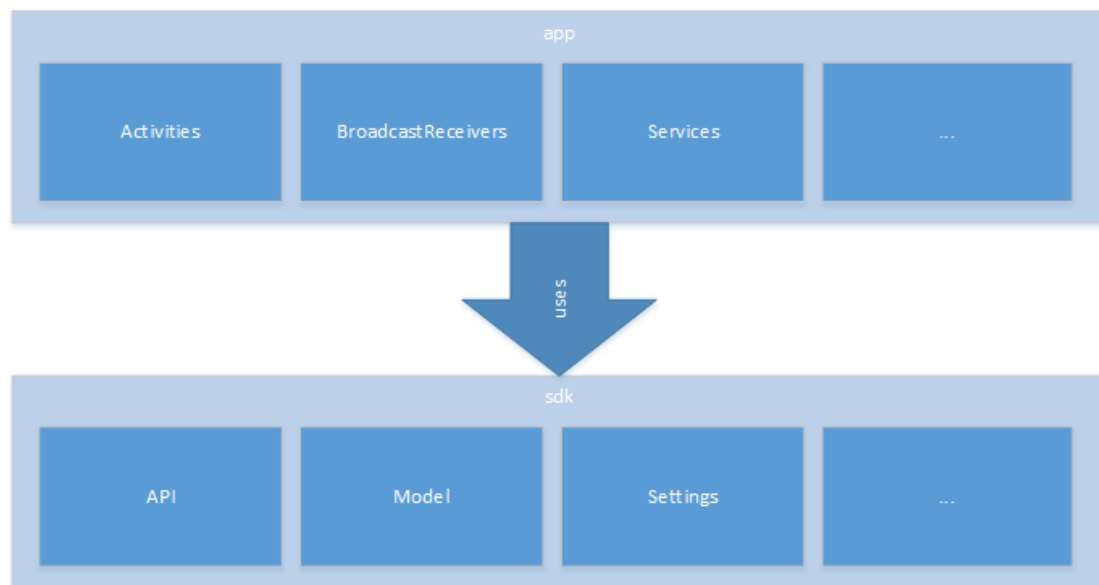 app
Activities
BroadcastReceivers
Services
...
uses
sdk
API
Model
Settings
...